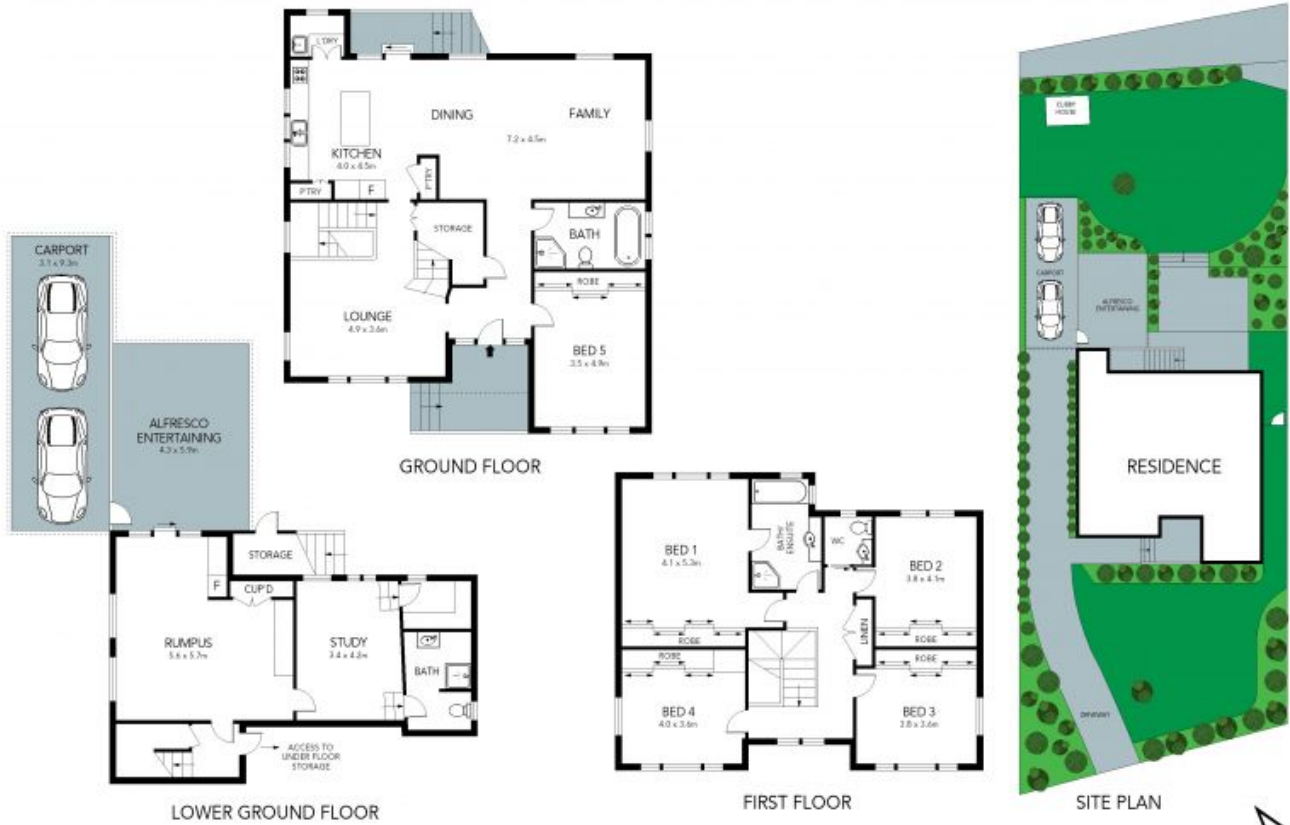 L'DRY
DINING
FAMILY
7.2 x 4.5m
KITCHEN
4.0 x 4.5m
P'TRY
F
P'TRY
STORAGE
BATH
ROBE
LOUNGE
4.9 x 3.6m
BED 5
3.5 x 4.9m
GROUND FLOOR
CARPORT
3.1 x 9.3m
ALFRESCO
ENTERTAINING
4.3 x 5.9m
STORAGE
F
CUP'D
RUMPUS
5.6 x 5.7m
STUDY
3.4 x 4.2m
BATH
ACCESS TO
UNDER FLOOR
STORAGE
LOWER GROUND FLOOR
BED 1
4.1 x 5.3m
BATH/
ENSUITE
WC
BED 2
3.8 x 4.1m
ROBE
LINEN
ROBE
ROBE
ROBE
BED 4
4.0 x 3.6m
BED 3
3.8 x 3.6m
FIRST FLOOR
CUBBY
HOUSE
CARPORT
ALFRESCO
ENTERTAINING
RESIDENCE
DRIVEWAY
SITE PLAN